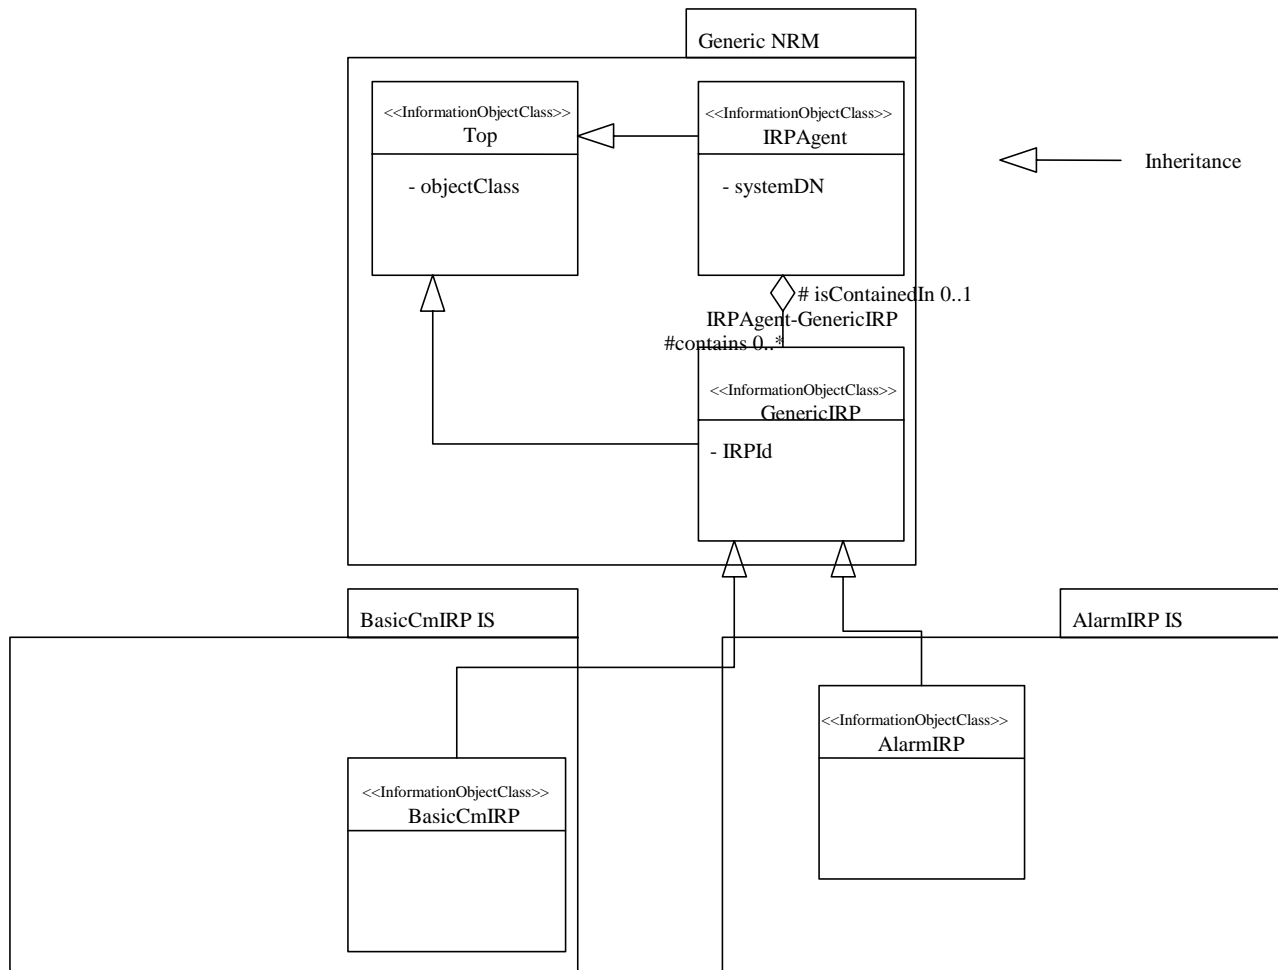 Generic NRM
<<InformationObjectClass>>
Top
- objectClass
<<InformationObjectClass>>
IRPAgent
- systemDN
Inheritance
# isContainedIn 0..1
IRPAgent-GenericIRP
#contains 0..*
<<InformationObjectClass>>
GenericIRP
- IRPId
BasicCmIRP IS
AlarmIRP IS
<<InformationObjectClass>>
AlarmIRP
<<InformationObjectClass>>
BasicCmIRP